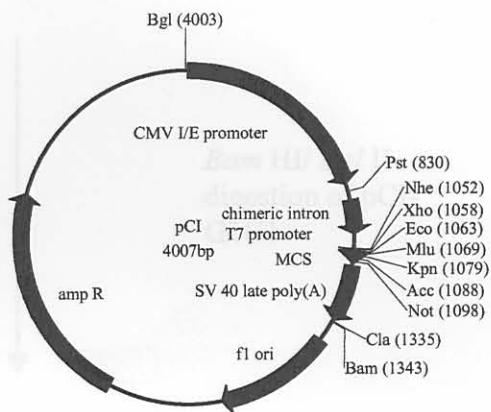 Bgl (4003)
CMV I/E promoter
Pst (830)
Nhe (1052)
Xho (1058)
Eco (1063)
Mlu (1069)
Kpn (1079)
Acc (1088)
Not (1098)
chimeric intron
T7 promoter
pCI
4007bp
MCS
SV 40 late poly(A)
amp R
Cla (1335)
Bam (1343)
f1 ori